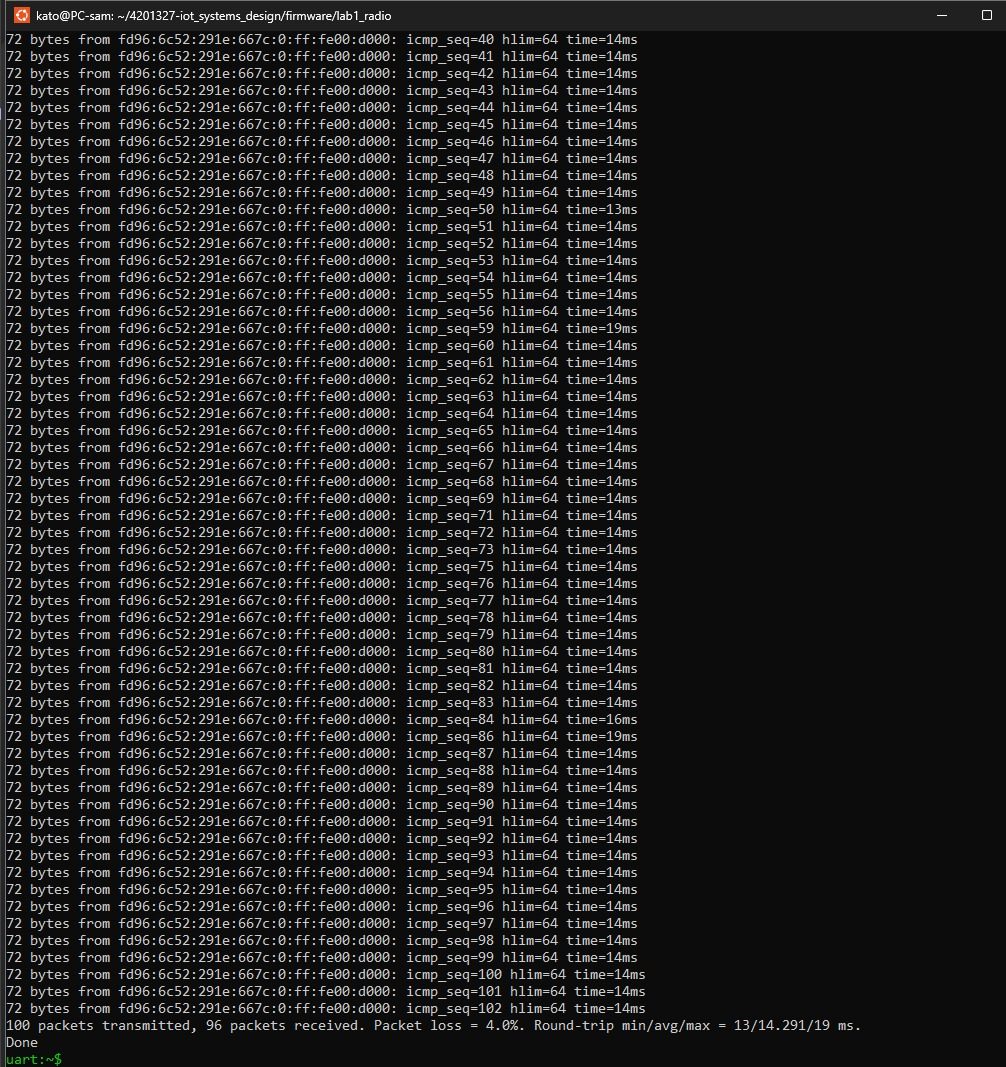 kato@PC-sam: ~/4201327-iot_systems_design/firmware/lab1_radio
72 bytes from fd96:6c52:291e:667c:0:ff:fe00:d000: icmp_seq=40 hlim=64 time=14ms
72 bytes from fd96:6c52:291e:667c:0:ff:fe00:d000: icmp_seq=41 hlim=64 time=14ms
72 bytes from fd96:6c52:291e:667c:0:ff:fe00:d000: icmp_seq=42 hlim=64 time=14ms
72 bytes from fd96:6c52:291e:667c:0:ff:fe00:d000: icmp_seq=43 hlim=64 time=14ms
72 bytes from fd96:6c52:291e:667c:0:ff:fe00:d000: icmp_seq=44 hlim=64 time=14ms
72 bytes from fd96:6c52:291e:667c:0:ff:fe00:d000: icmp_seq=45 hlim=64 time=14ms
72 bytes from fd96:6c52:291e:667c:0:ff:fe00:d000: icmp_seq=46 hlim=64 time=14ms
72 bytes from fd96:6c52:291e:667c:0:ff:fe00:d000: icmp_seq=47 hlim=64 time=14ms
72 bytes from fd96:6c52:291e:667c:0:ff:fe00:d000: icmp_seq=48 hlim=64 time=14ms
72 bytes from fd96:6c52:291e:667c:0:ff:fe00:d000: icmp_seq=49 hlim=64 time=14ms
72 bytes from fd96:6c52:291e:667c:0:ff:fe00:d000: icmp_seq=50 hlim=64 time=13ms
72 bytes from fd96:6c52:291e:667c:0:ff:fe00:d000: icmp_seq=51 hlim=64 time=14ms
72 bytes from fd96:6c52:291e:667c:0:ff:fe00:d000: icmp_seq=52 hlim=64 time=14ms
72 bytes from fd96:6c52:291e:667c:0:ff:fe00:d000: icmp_seq=53 hlim=64 time=14ms
72 bytes from fd96:6c52:291e:667c:0:ff:fe00:d000: icmp_seq=54 hlim=64 time=14ms
72 bytes from fd96:6c52:291e:667c:0:ff:fe00:d000: icmp_seq=55 hlim=64 time=14ms
72 bytes from fd96:6c52:291e:667c:0:ff:fe00:d000: icmp_seq=56 hlim=64 time=14ms
72 bytes from fd96:6c52:291e:667c:0:ff:fe00:d000: icmp_seq=59 hlim=64 time=19ms
72 bytes from fd96:6c52:291e:667c:0:ff:fe00:d000: icmp_seq=60 hlim=64 time=14ms
72 bytes from fd96:6c52:291e:667c:0:ff:fe00:d000: icmp_seq=61 hlim=64 time=14ms
72 bytes from fd96:6c52:291e:667c:0:ff:fe00:d000: icmp_seq=62 hlim=64 time=14ms
72 bytes from fd96:6c52:291e:667c:0:ff:fe00:d000: icmp_seq=63 hlim=64 time=14ms
72 bytes from fd96:6c52:291e:667c:0:ff:fe00:d000: icmp_seq=64 hlim=64 time=14ms
72 bytes from fd96:6c52:291e:667c:0:ff:fe00:d000: icmp_seq=65 hlim=64 time=14ms
72 bytes from fd96:6c52:291e:667c:0:ff:fe00:d000: icmp_seq=66 hlim=64 time=14ms
72 bytes from fd96:6c52:291e:667c:0:ff:fe00:d000: icmp_seq=67 hlim=64 time=14ms
72 bytes from fd96:6c52:291e:667c:0:ff:fe00:d000: icmp_seq=68 hlim=64 time=14ms
72 bytes from fd96:6c52:291e:667c:0:ff:fe00:d000: icmp_seq=69 hlim=64 time=14ms
72 bytes from fd96:6c52:291e:667c:0:ff:fe00:d000: icmp_seq=71 hlim=64 time=14ms
72 bytes from fd96:6c52:291e:667c:0:ff:fe00:d000: icmp_seq=72 hlim=64 time=14ms
72 bytes from fd96:6c52:291e:667c:0:ff:fe00:d000: icmp_seq=73 hlim=64 time=14ms
72 bytes from fd96:6c52:291e:667c:0:ff:fe00:d000: icmp_seq=75 hlim=64 time=14ms
72 bytes from fd96:6c52:291e:667c:0:ff:fe00:d000: icmp_seq=76 hlim=64 time=14ms
72 bytes from fd96:6c52:291e:667c:0:ff:fe00:d000: icmp_seq=77 hlim=64 time=14ms
72 bytes from fd96:6c52:291e:667c:0:ff:fe00:d000: icmp_seq=78 hlim=64 time=14ms
72 bytes from fd96:6c52:291e:667c:0:ff:fe00:d000: icmp_seq=79 hlim=64 time=14ms
72 bytes from fd96:6c52:291e:667c:0:ff:fe00:d000: icmp_seq=80 hlim=64 time=14ms
72 bytes from fd96:6c52:291e:667c:0:ff:fe00:d000: icmp_seq=81 hlim=64 time=14ms
72 bytes from fd96:6c52:291e:667c:0:ff:fe00:d000: icmp_seq=82 hlim=64 time=14ms
72 bytes from fd96:6c52:291e:667c:0:ff:fe00:d000: icmp_seq=83 hlim=64 time=14ms
72 bytes from fd96:6c52:291e:667c:0:ff:fe00:d000: icmp_seq=84 hlim=64 time=16ms
72 bytes from fd96:6c52:291e:667c:0:ff:fe00:d000: icmp_seq=86 hlim=64 time=19ms
72 bytes from fd96:6c52:291e:667c:0:ff:fe00:d000: icmp_seq=87 hlim=64 time=14ms
72 bytes from fd96:6c52:291e:667c:0:ff:fe00:d000: icmp_seq=88 hlim=64 time=14ms
72 bytes from fd96:6c52:291e:667c:0:ff:fe00:d000: icmp_seq=89 hlim=64 time=14ms
72 bytes from fd96:6c52:291e:667c:0:ff:fe00:d000: icmp_seq=90 hlim=64 time=14ms
72 bytes from fd96:6c52:291e:667c:0:ff:fe00:d000: icmp_seq=91 hlim=64 time=14ms
72 bytes from fd96:6c52:291e:667c:0:ff:fe00:d000: icmp_seq=92 hlim=64 time=14ms
72 bytes from fd96:6c52:291e:667c:0:ff:fe00:d000: icmp_seq=93 hlim=64 time=14ms
72 bytes from fd96:6c52:291e:667c:0:ff:fe00:d000: icmp_seq=94 hlim=64 time=14ms
72 bytes from fd96:6c52:291e:667c:0:ff:fe00:d000: icmp_seq=95 hlim=64 time=14ms
72 bytes from fd96:6c52:291e:667c:0:ff:fe00:d000: icmp_seq=96 hlim=64 time=14ms
72 bytes from fd96:6c52:291e:667c:0:ff:fe00:d000: icmp_seq=97 hlim=64 time=14ms
72 bytes from fd96:6c52:291e:667c:0:ff:fe00:d000: icmp_seq=98 hlim=64 time=14ms
72 bytes from fd96:6c52:291e:667c:0:ff:fe00:d000: icmp_seq=99 hlim=64 time=14ms
72 bytes from fd96:6c52:291e:667c:0:ff:fe00:d000: icmp_seq=100 hlim=64 time=14ms
72 bytes from fd96:6c52:291e:667c:0:ff:fe00:d000: icmp_seq=101 hlim=64 time=14ms
72 bytes from fd96:6c52:291e:667c:0:ff:fe00:d000: icmp_seq=102 hlim=64 time=14ms
100 packets transmitted, 96 packets received. Packet loss = 4.0%. Round-trip min/avg/max = 13/14.291/19 ms.
Done
uart:~$